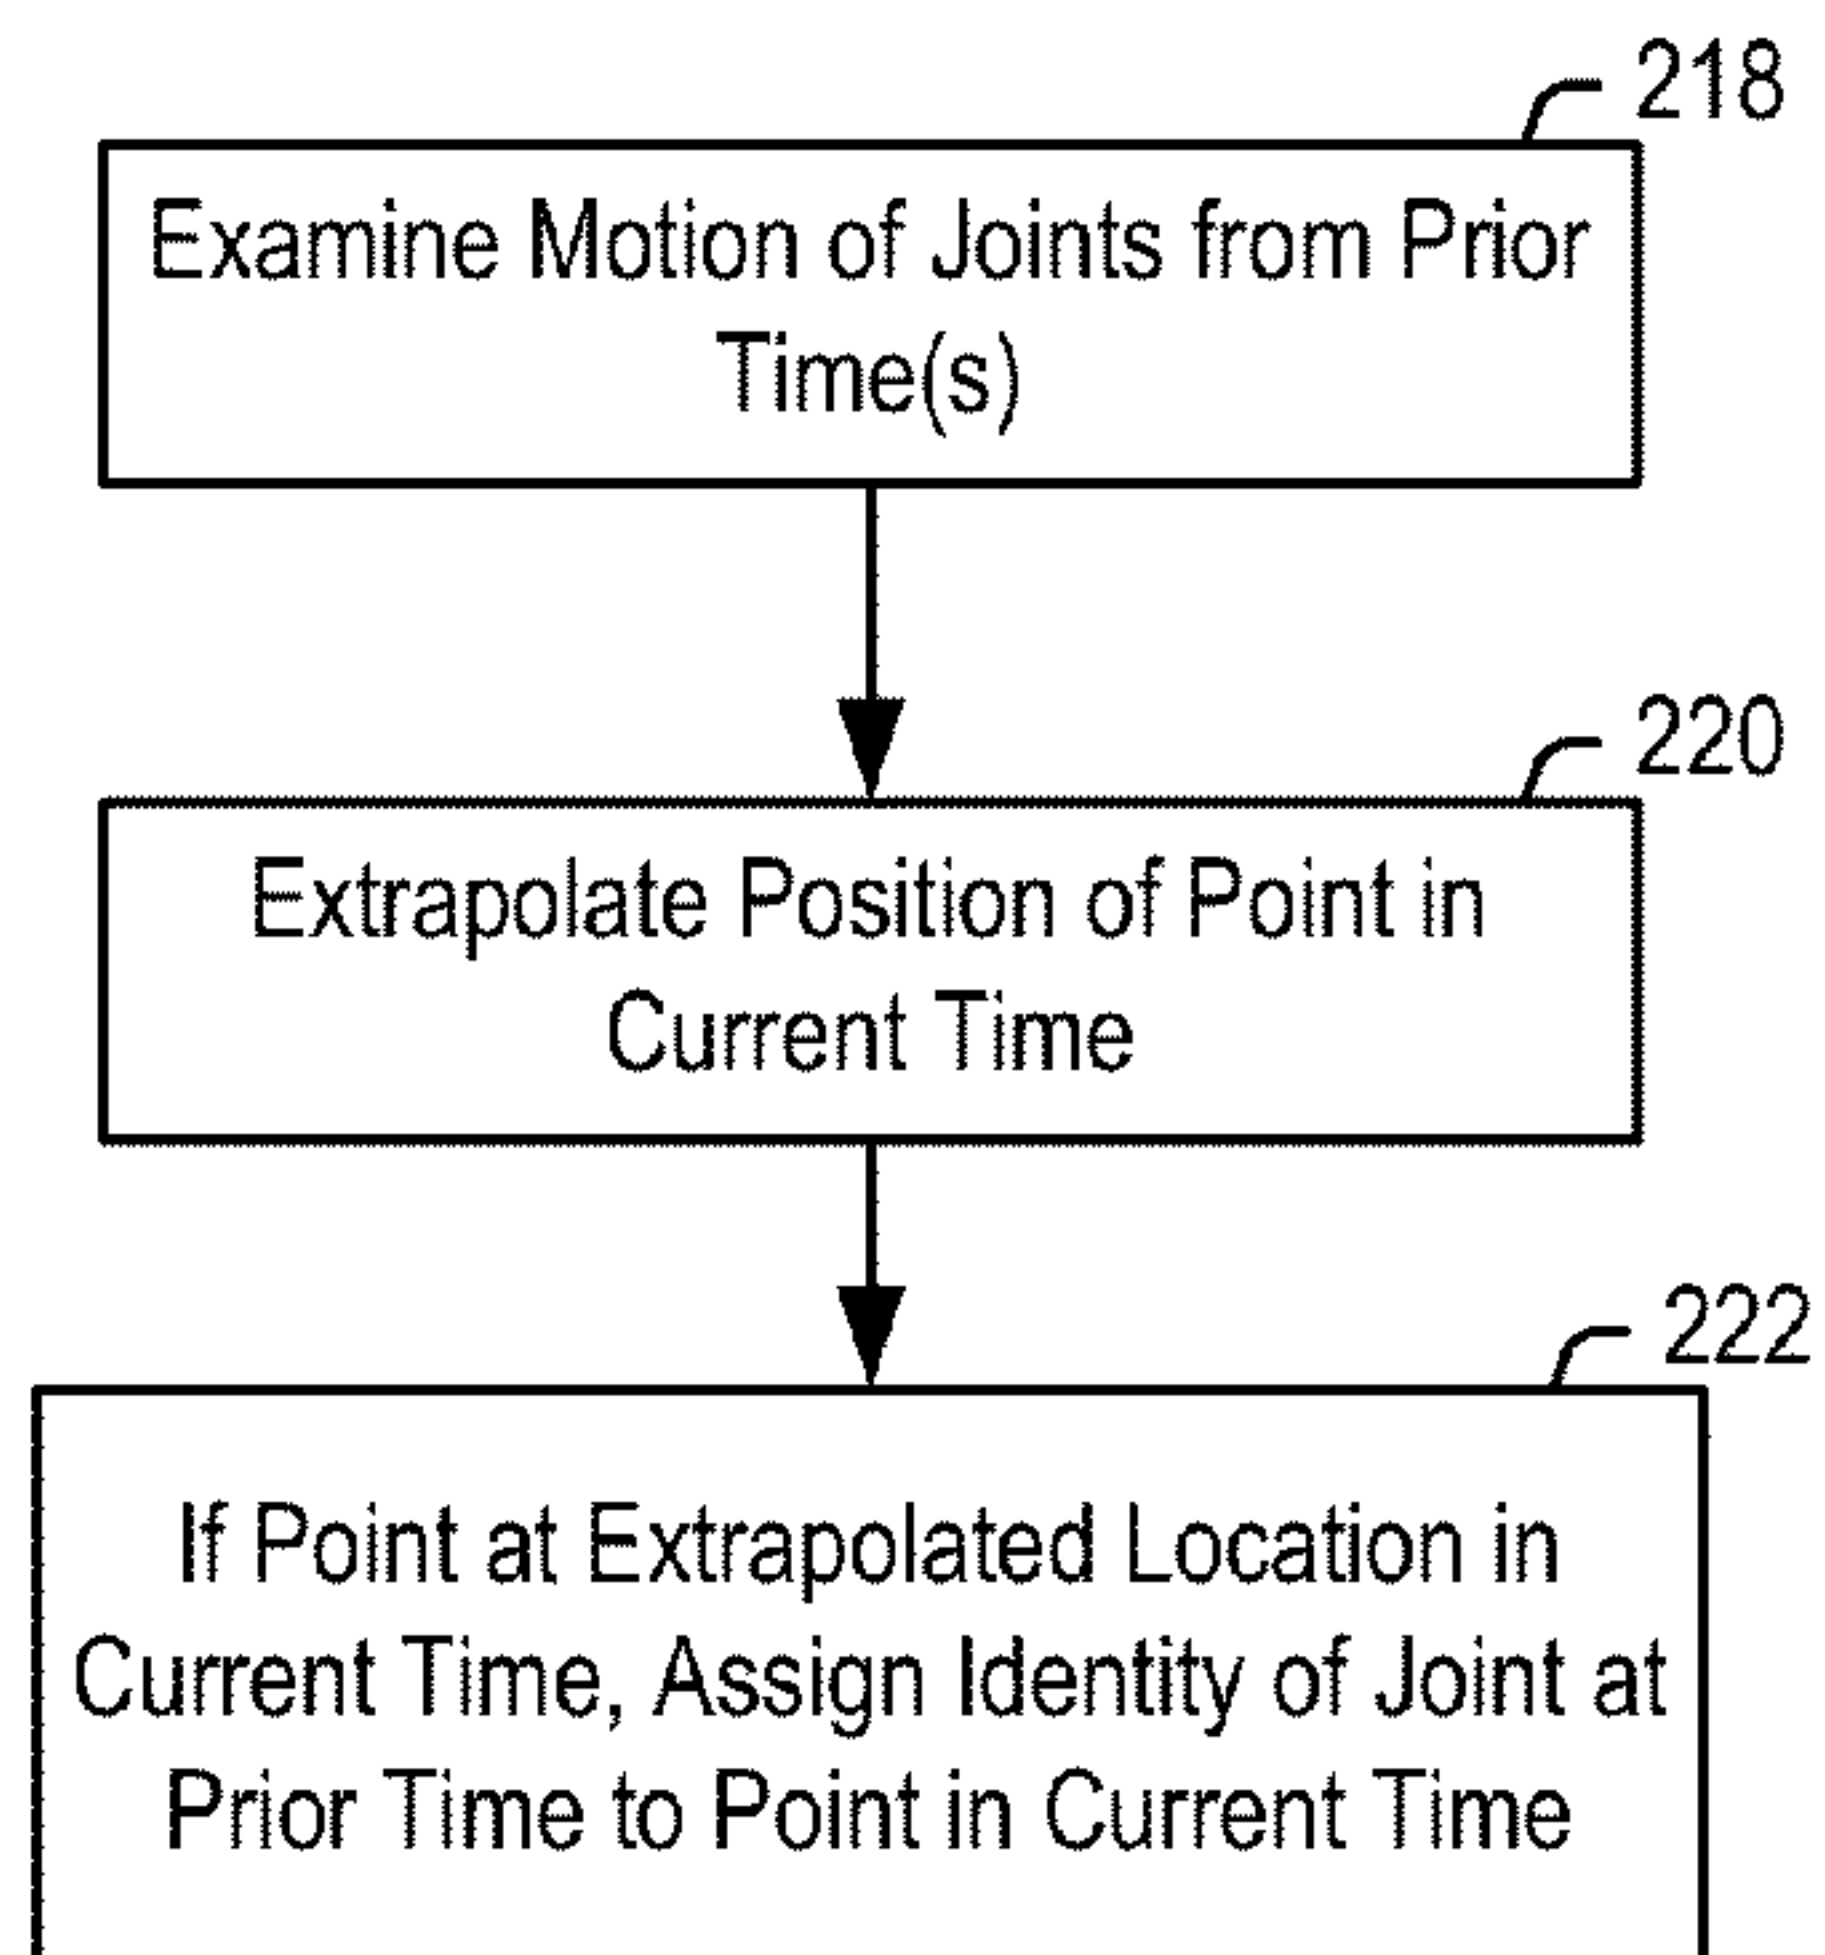 218
Examine Motion of Joints from Prior
Time(s)
220
Extrapolate Position of Point in
Current Time
222
If Point at Extrapolated Location in
Current Time, Assign Identity of Joint at
Prior Time to Point in Current Time